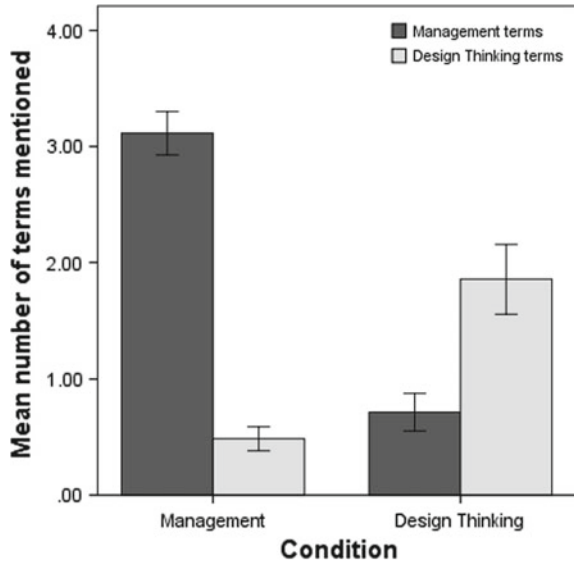 Management terms
Design Thinking terms
Mean number of terms mentioned
4.00
3.00
2.00
1.00
.00
Management
Design Thinking
Condition